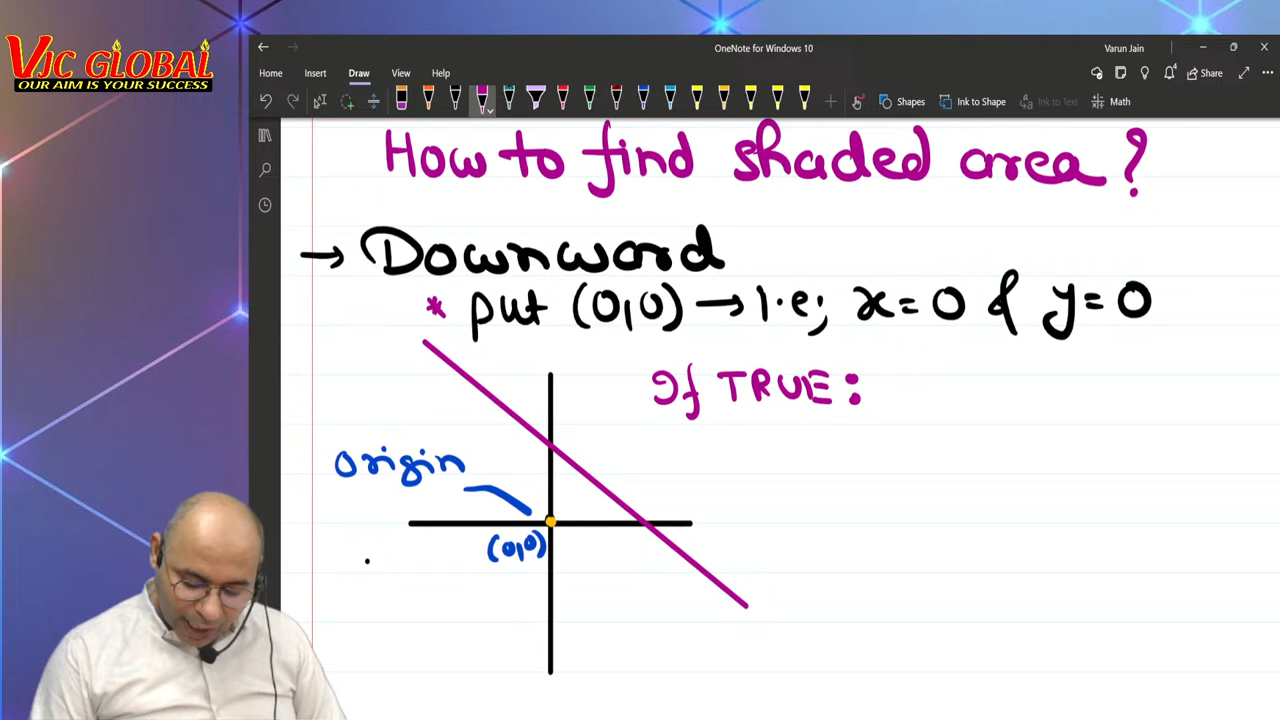 VJC GLOBAL
OUR AIM IS YOUR SUCCESS
OneNote for Windows 10
Varun Jain
Home Insert Draw View Help
Share
Shapes Ink to Shape Ink to Text Math
How to find shaded area?
→ Downward
* put (0,0) → i.e; x=0 & y=0
If TRUE:
origin
(0,0)